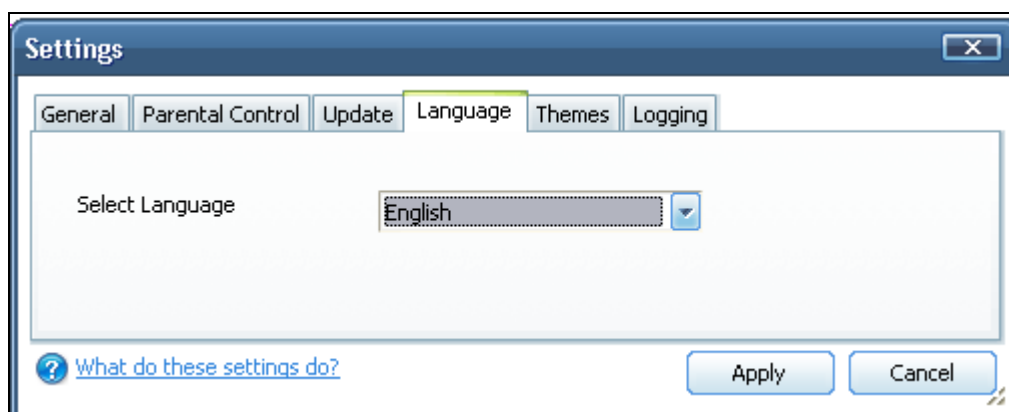 Settings
General Parental Control Update Language Themes Logging
Select Language English
What do these settings do? Apply Cancel